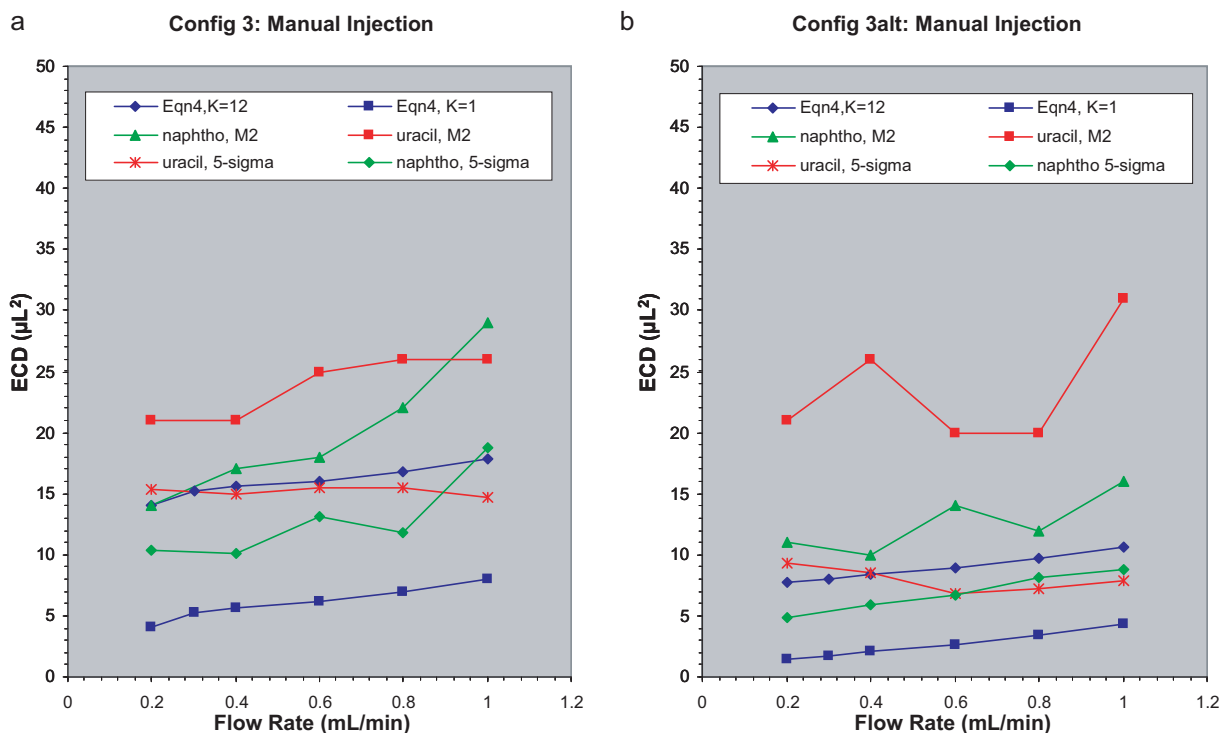 a
Config 3: Manual Injection
50
45
40
35
30
25
20
15
10
5
0
ECD (µL²)
Eqn4,K=12
Eqn4, K=1
naphtho, M2
uracil, M2
uracil, 5-sigma
naphtho, 5-sigma
0 0.2 0.4 0.6 0.8 1 1.2
Flow Rate (mL/min)
b
Config 3alt: Manual Injection
50
45
40
35
30
25
20
15
10
5
0
ECD (µL²)
Eqn4,K=12
Eqn4, K=1
naphtho, M2
uracil, M2
uracil, 5-sigma
naphtho 5-sigma
0 0.2 0.4 0.6 0.8 1 1.2
Flow Rate (mL/min)